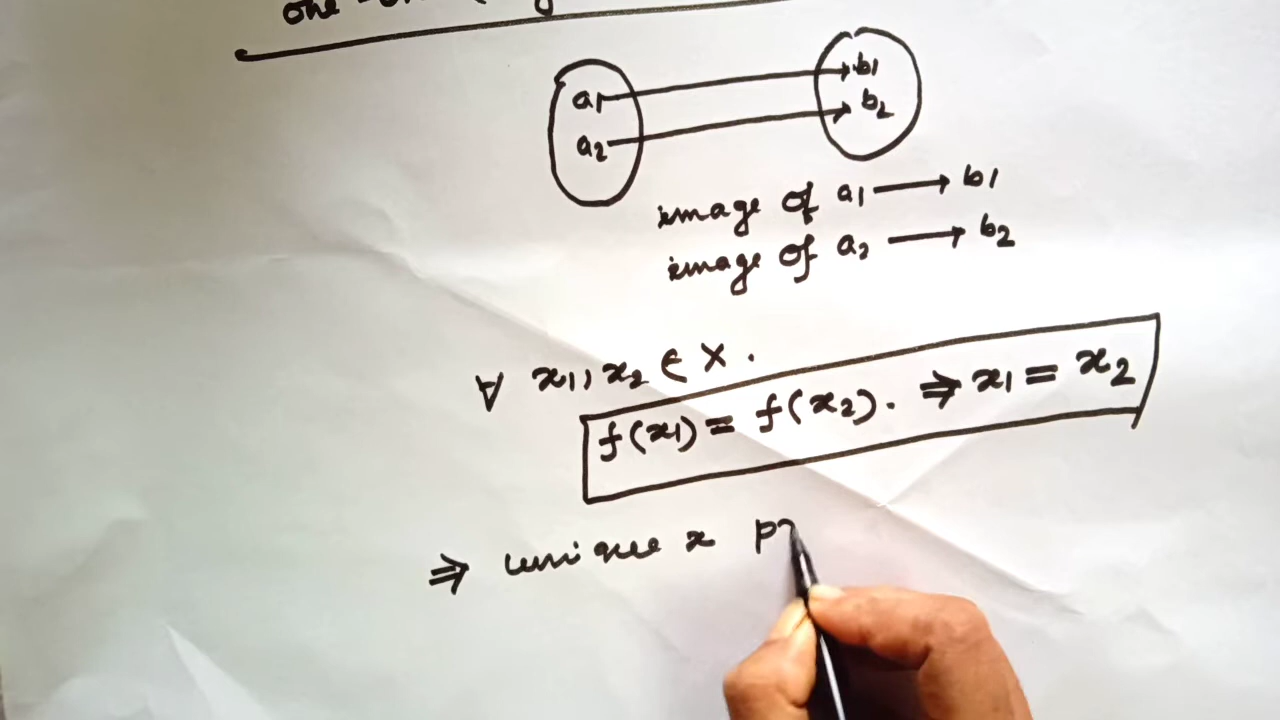 one-
a1 b1
a2 b2
image of a1 → b1
image of a2 → b2
∀ x1, x2 ∈ X.
f(x1) = f(x2). ⇒ x1 = x2
⇒ unique x